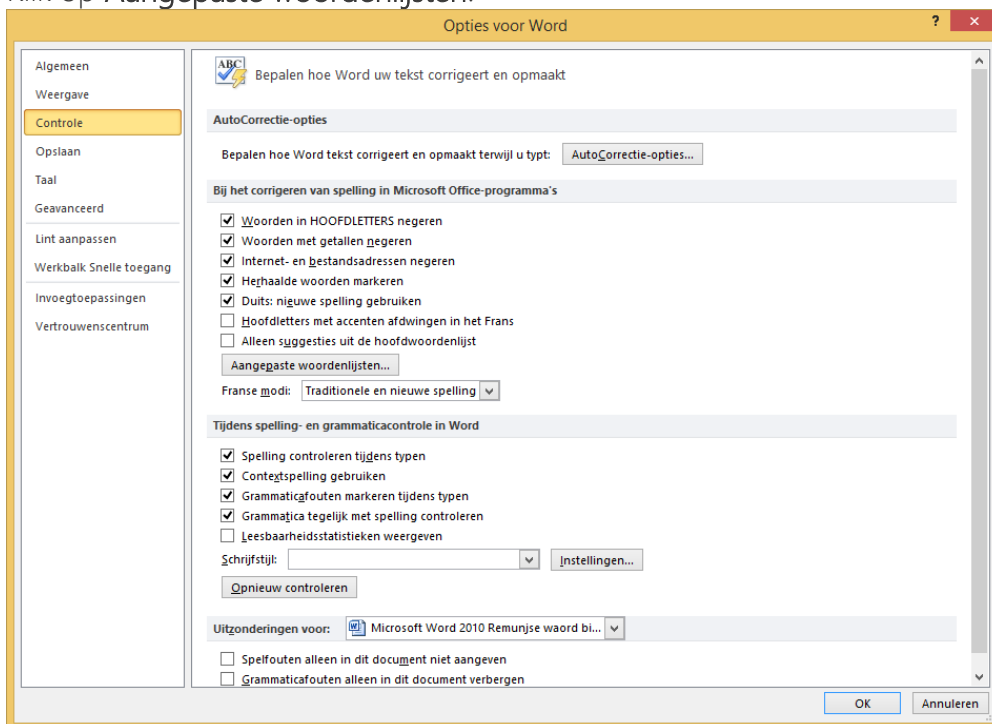 Klik op Aangepaste woordenlijsten.
Opties voor Word
?
×
Algemeen
Weergave
Controle
Opslaan
Taal
Geavanceerd
Lint aanpassen
Werkbalk Snelle toegang
Invoegtoepassingen
Vertrouwenscentrum
ABC
Bepalen hoe Word uw tekst corrigeert en opmaakt
AutoCorrectie-opties
Bepalen hoe Word tekst corrigeert en opmaakt terwijl u typt: AutoCorrectie-opties...
Bij het corrigeren van spelling in Microsoft Office-programma's
Woorden in HOOFDLETTERS negeren
Woorden met getallen negeren
Internet- en bestandsadressen negeren
Herhaalde woorden markeren
Duits: nieuwe spelling gebruiken
Hoofdletters met accenten afdwingen in het Frans
Alleen suggesties uit de hoofdwoordenlijst
Aangepaste woordenlijsten...
Franse modi: Traditionele en nieuwe spelling
Tijdens spelling- en grammaticacontrole in Word
Spelling controleren tijdens typen
Contextspelling gebruiken
Grammaticafouten markeren tijdens typen
Grammatica tegelijk met spelling controleren
Leesbaarheidsstatistieken weergeven
Schrijfstijl: Instellingen...
Opnieuw controleren
Uitzonderingen voor: Microsoft Word 2010 Remunjse waord bi...
Spelfouten alleen in dit document niet aangeven
Grammaticafouten alleen in dit document verbergen
OK Annuleren